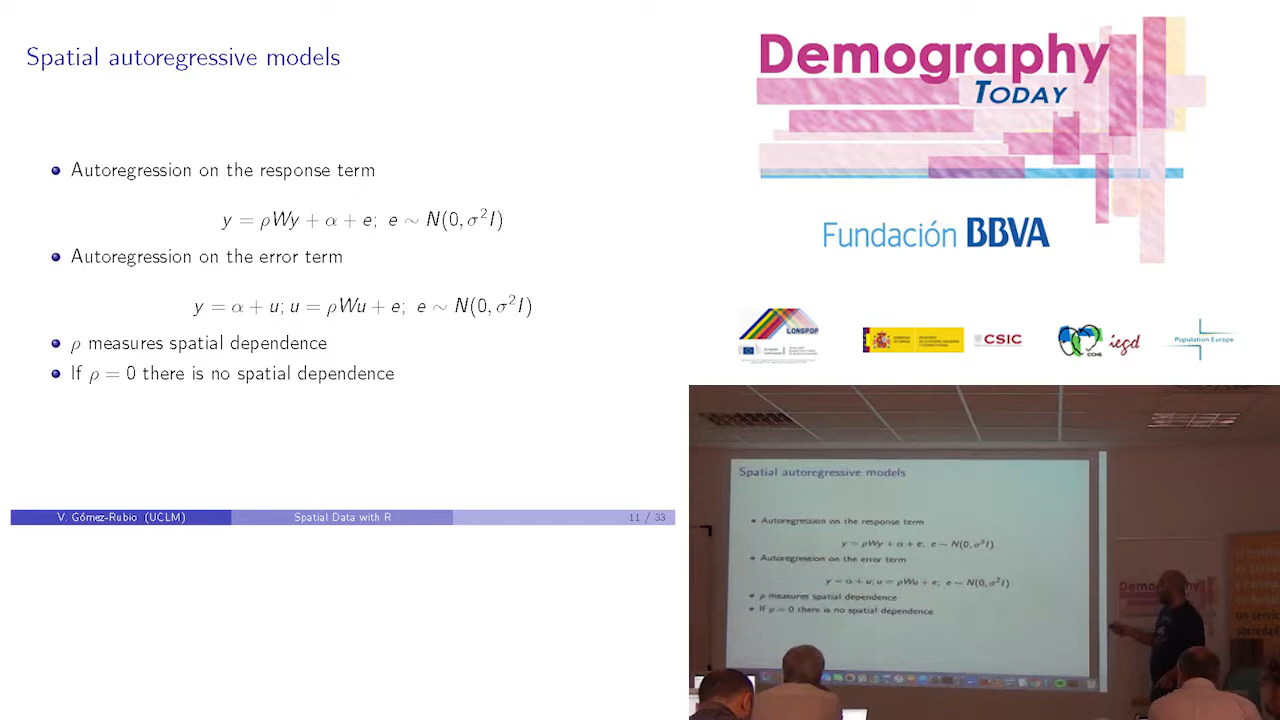 Spatial autoregressive models
Autoregression on the response term
y = ρWy + α + e; e ∼ N(0, σ²I)
Autoregression on the error term
y = α + u; u = ρWu + e; e ∼ N(0, σ²I)
ρ measures spatial dependence
If ρ = 0 there is no spatial dependence
V. Gómez-Rubio (UCLM)
Spatial Data with R
11 / 33
Demography
TODAY
Fundación BBVA
LONGPOP
CSIC
CCHS
iegd
Population Europe
Spatial autoregressive models
Autoregression on the response term
y = ρWy + α + e; e ∼ N(0, σ²I)
Autoregression on the error term
y = α + u; u = ρWu + e; e ∼ N(0, σ²I)
ρ measures spatial dependence
If ρ = 0 there is no spatial dependence
Demography